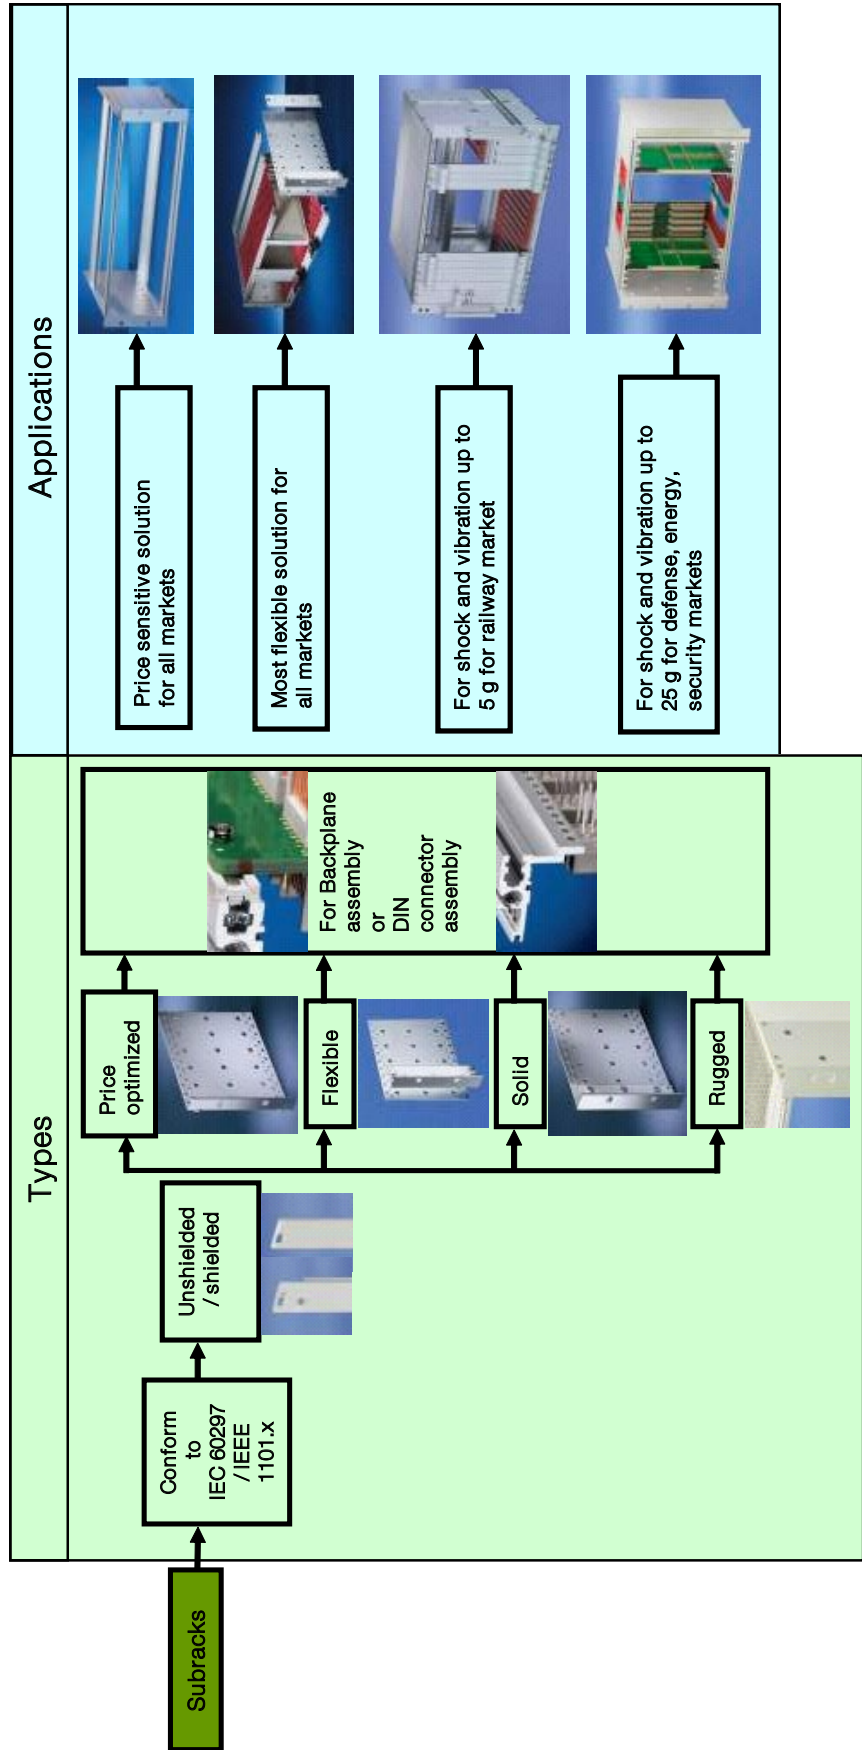 Types
Applications
Subracks
Conform
to
IEC 60297
/ IEEE
1101.x
Unshielded
/ shielded
Price
optimized
Flexible
Solid
Rugged
For Backplane
assembly
or
DIN
connector
assembly
Price sensitive solution
for all markets
Most flexible solution for
all markets
For shock and vibration up to
5 g for railway market
For shock and vibration up to
25 g for defense, energy,
security markets